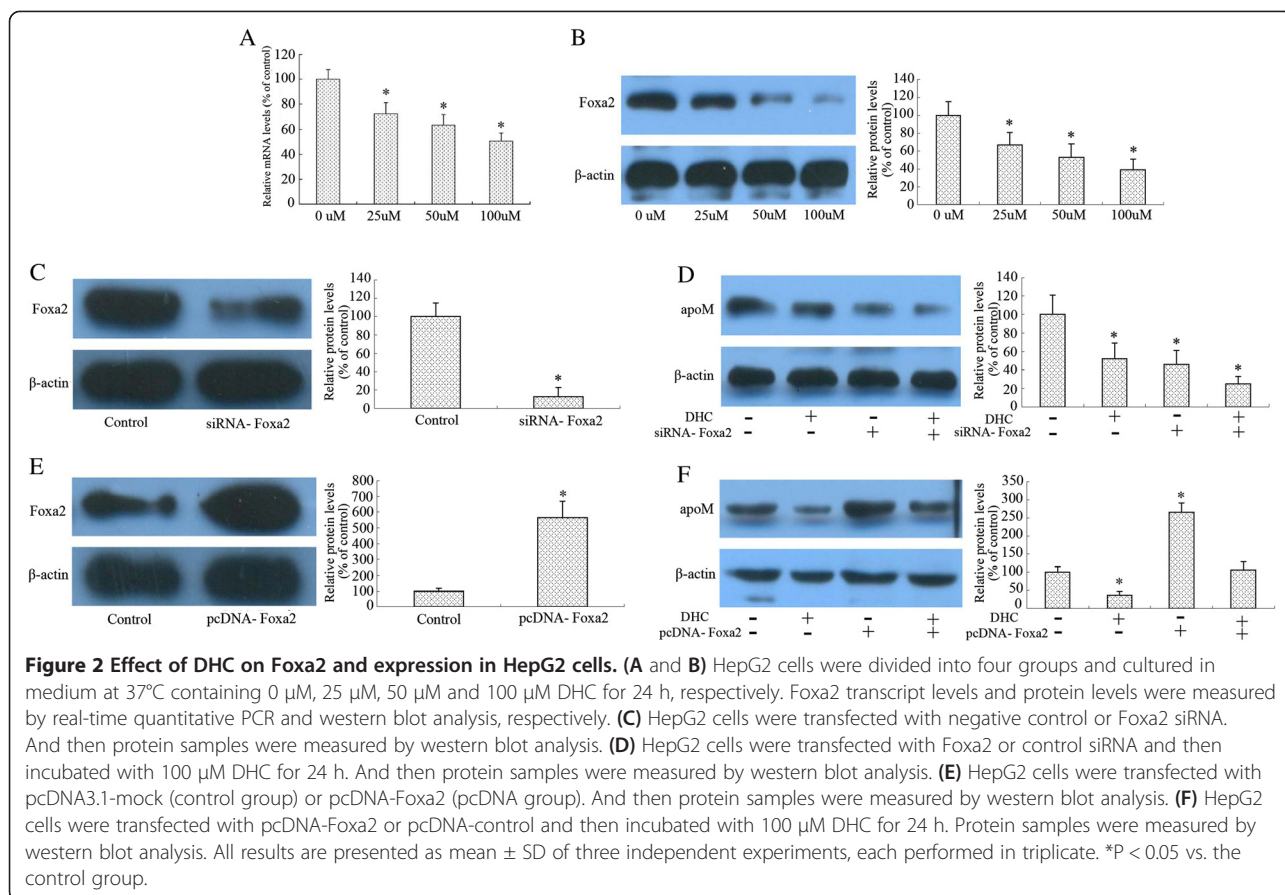 A
Relative mRNA levels (% of control)
120
100
80
60
40
20
0
0 uM 25uM 50uM 100uM
B
Foxa2
β-actin
0 uM 25uM 50uM 100uM
Relative protein levels
(% of control)
140
120
100
80
60
40
20
0
* * *
0 uM 25uM 50uM 100uM
C
Foxa2
β-actin
Control siRNA- Foxa2
Relative protein levels
(% of control)
140
120
100
80
60
40
20
0
*
Control siRNA- Foxa2
D
apoM
β-actin
DHC - + - +
siRNA- Foxa2 - - + +
Relative protein levels
(% of control)
140
120
100
80
60
40
20
0
* * *
DHC - + - +
siRNA- Foxa2 - - + +
E
Foxa2
β-actin
Control pcDNA- Foxa2
Relative protein levels
(% of control)
800
700
600
500
400
300
200
100
0
*
Control pcDNA- Foxa2
F
apoM
β-actin
DHC - + - +
pcDNA- Foxa2 - - + +
Relative protein levels
(% of control)
350
300
250
200
150
100
50
0
* *
DHC - + - +
pcDNA- Foxa2 - - + +
Figure 2 Effect of DHC on Foxa2 and expression in HepG2 cells. (A and B) HepG2 cells were divided into four groups and cultured in
medium at 37°C containing 0 μM, 25 μM, 50 μM and 100 μM DHC for 24 h, respectively. Foxa2 transcript levels and protein levels were measured
by real-time quantitative PCR and western blot analysis, respectively. (C) HepG2 cells were transfected with negative control or Foxa2 siRNA.
And then protein samples were measured by western blot analysis. (D) HepG2 cells were transfected with Foxa2 or control siRNA and then
incubated with 100 μM DHC for 24 h. And then protein samples were measured by western blot analysis. (E) HepG2 cells were transfected with
pcDNA3.1-mock (control group) or pcDNA-Foxa2 (pcDNA group). And then protein samples were measured by western blot analysis. (F) HepG2
cells were transfected with pcDNA-Foxa2 or pcDNA-control and then incubated with 100 μM DHC for 24 h. Protein samples were measured by
western blot analysis. All results are presented as mean ± SD of three independent experiments, each performed in triplicate. *P < 0.05 vs. the
control group.